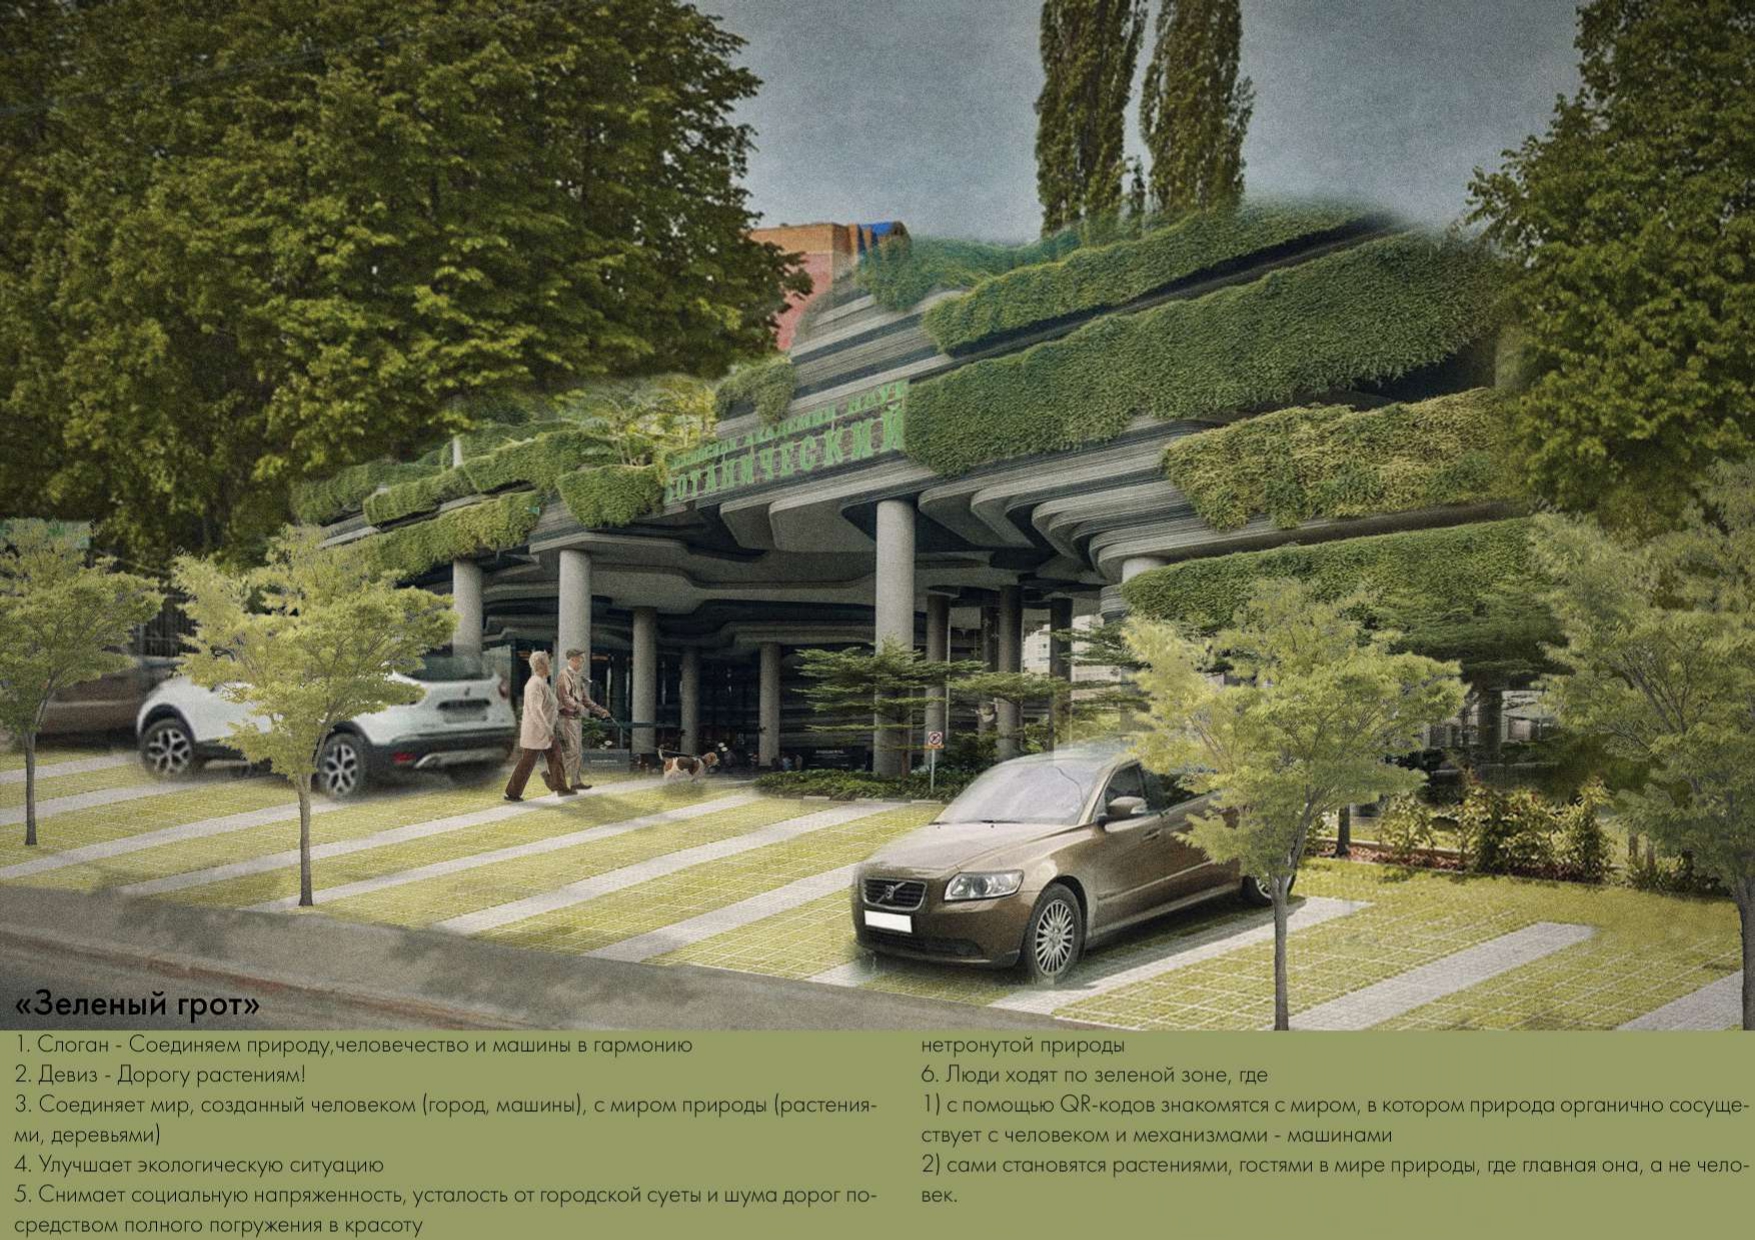 АКАДЕМИИ НАУК
БОТАНИЧЕСКИЙ
«Зеленый грот»
1. Слоган - Соединяем природу,человечество и машины в гармонию
2. Девиз - Дорогу растениям!
3. Соединяет мир, созданный человеком (город, машины), с миром природы (растения-
ми, деревьями)
4. Улучшает экологическую ситуацию
5. Снимает социальную напряженность, усталость от городской суеты и шума дорог по-
средством полного погружения в красоту
нетронутой природы
6. Люди ходят по зеленой зоне, где
1) с помощью QR-кодов знакомятся с миром, в котором природа органично сосуще-
ствует с человеком и механизмами - машинами
2) сами становятся растениями, гостями в мире природы, где главная она, а не чело-
век.